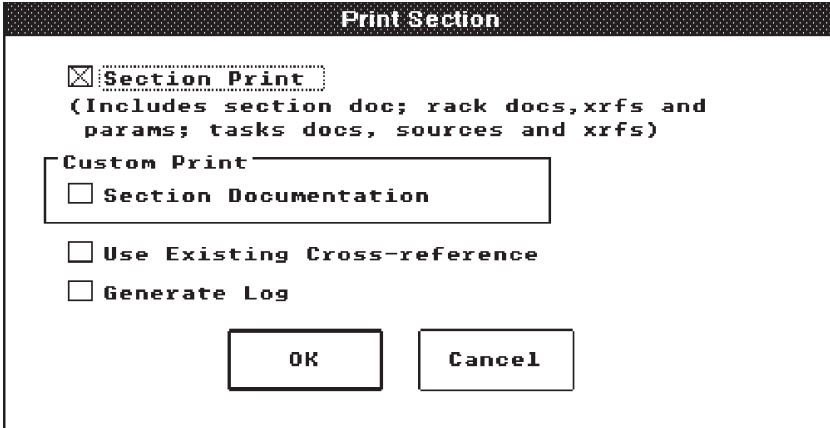 Print Section
Section Print
(Includes section doc; rack docs,xrfs and
params; tasks docs, sources and xrfs)
Custom Print
Section Documentation
Use Existing Cross-reference
Generate Log
OK
Cancel